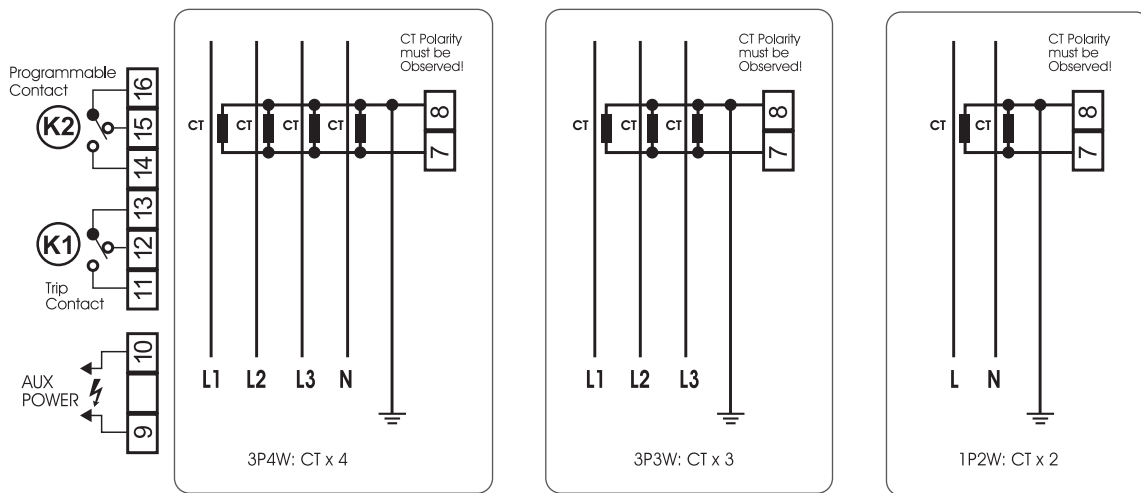 Programmable
Contact
K2
16
15
14
13
12
11
K1
Trip
Contact
AUX
POWER
10
9
CT Polarity
must be
Observed!
CT
CT
CT
CT
8
7
L1
L2
L3
N
3P4W: CT x 4
CT Polarity
must be
Observed!
CT
CT
CT
8
7
L1
L2
L3
3P3W: CT x 3
CT Polarity
must be
Observed!
CT
CT
8
7
L
N
1P2W: CT x 2